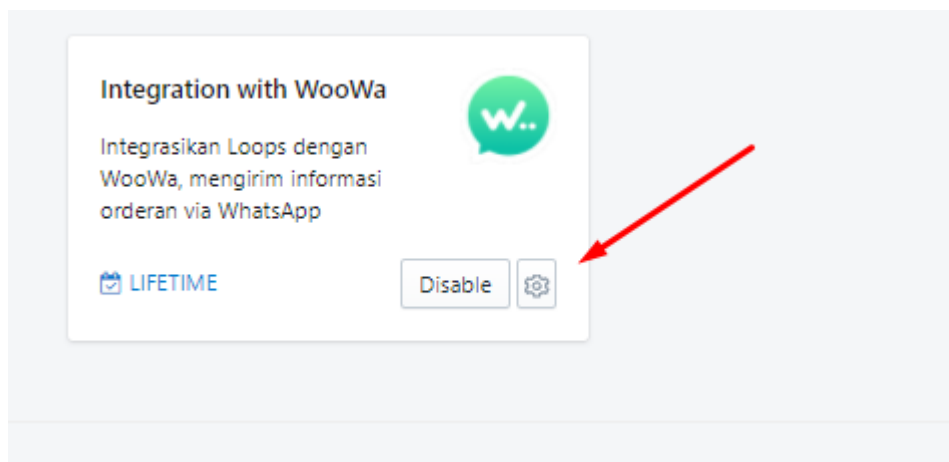 Integration with WooWa
w..
Integrasikan Loops dengan
WooWa, mengirim informasi
orderan via WhatsApp
LIFETIME
Disable